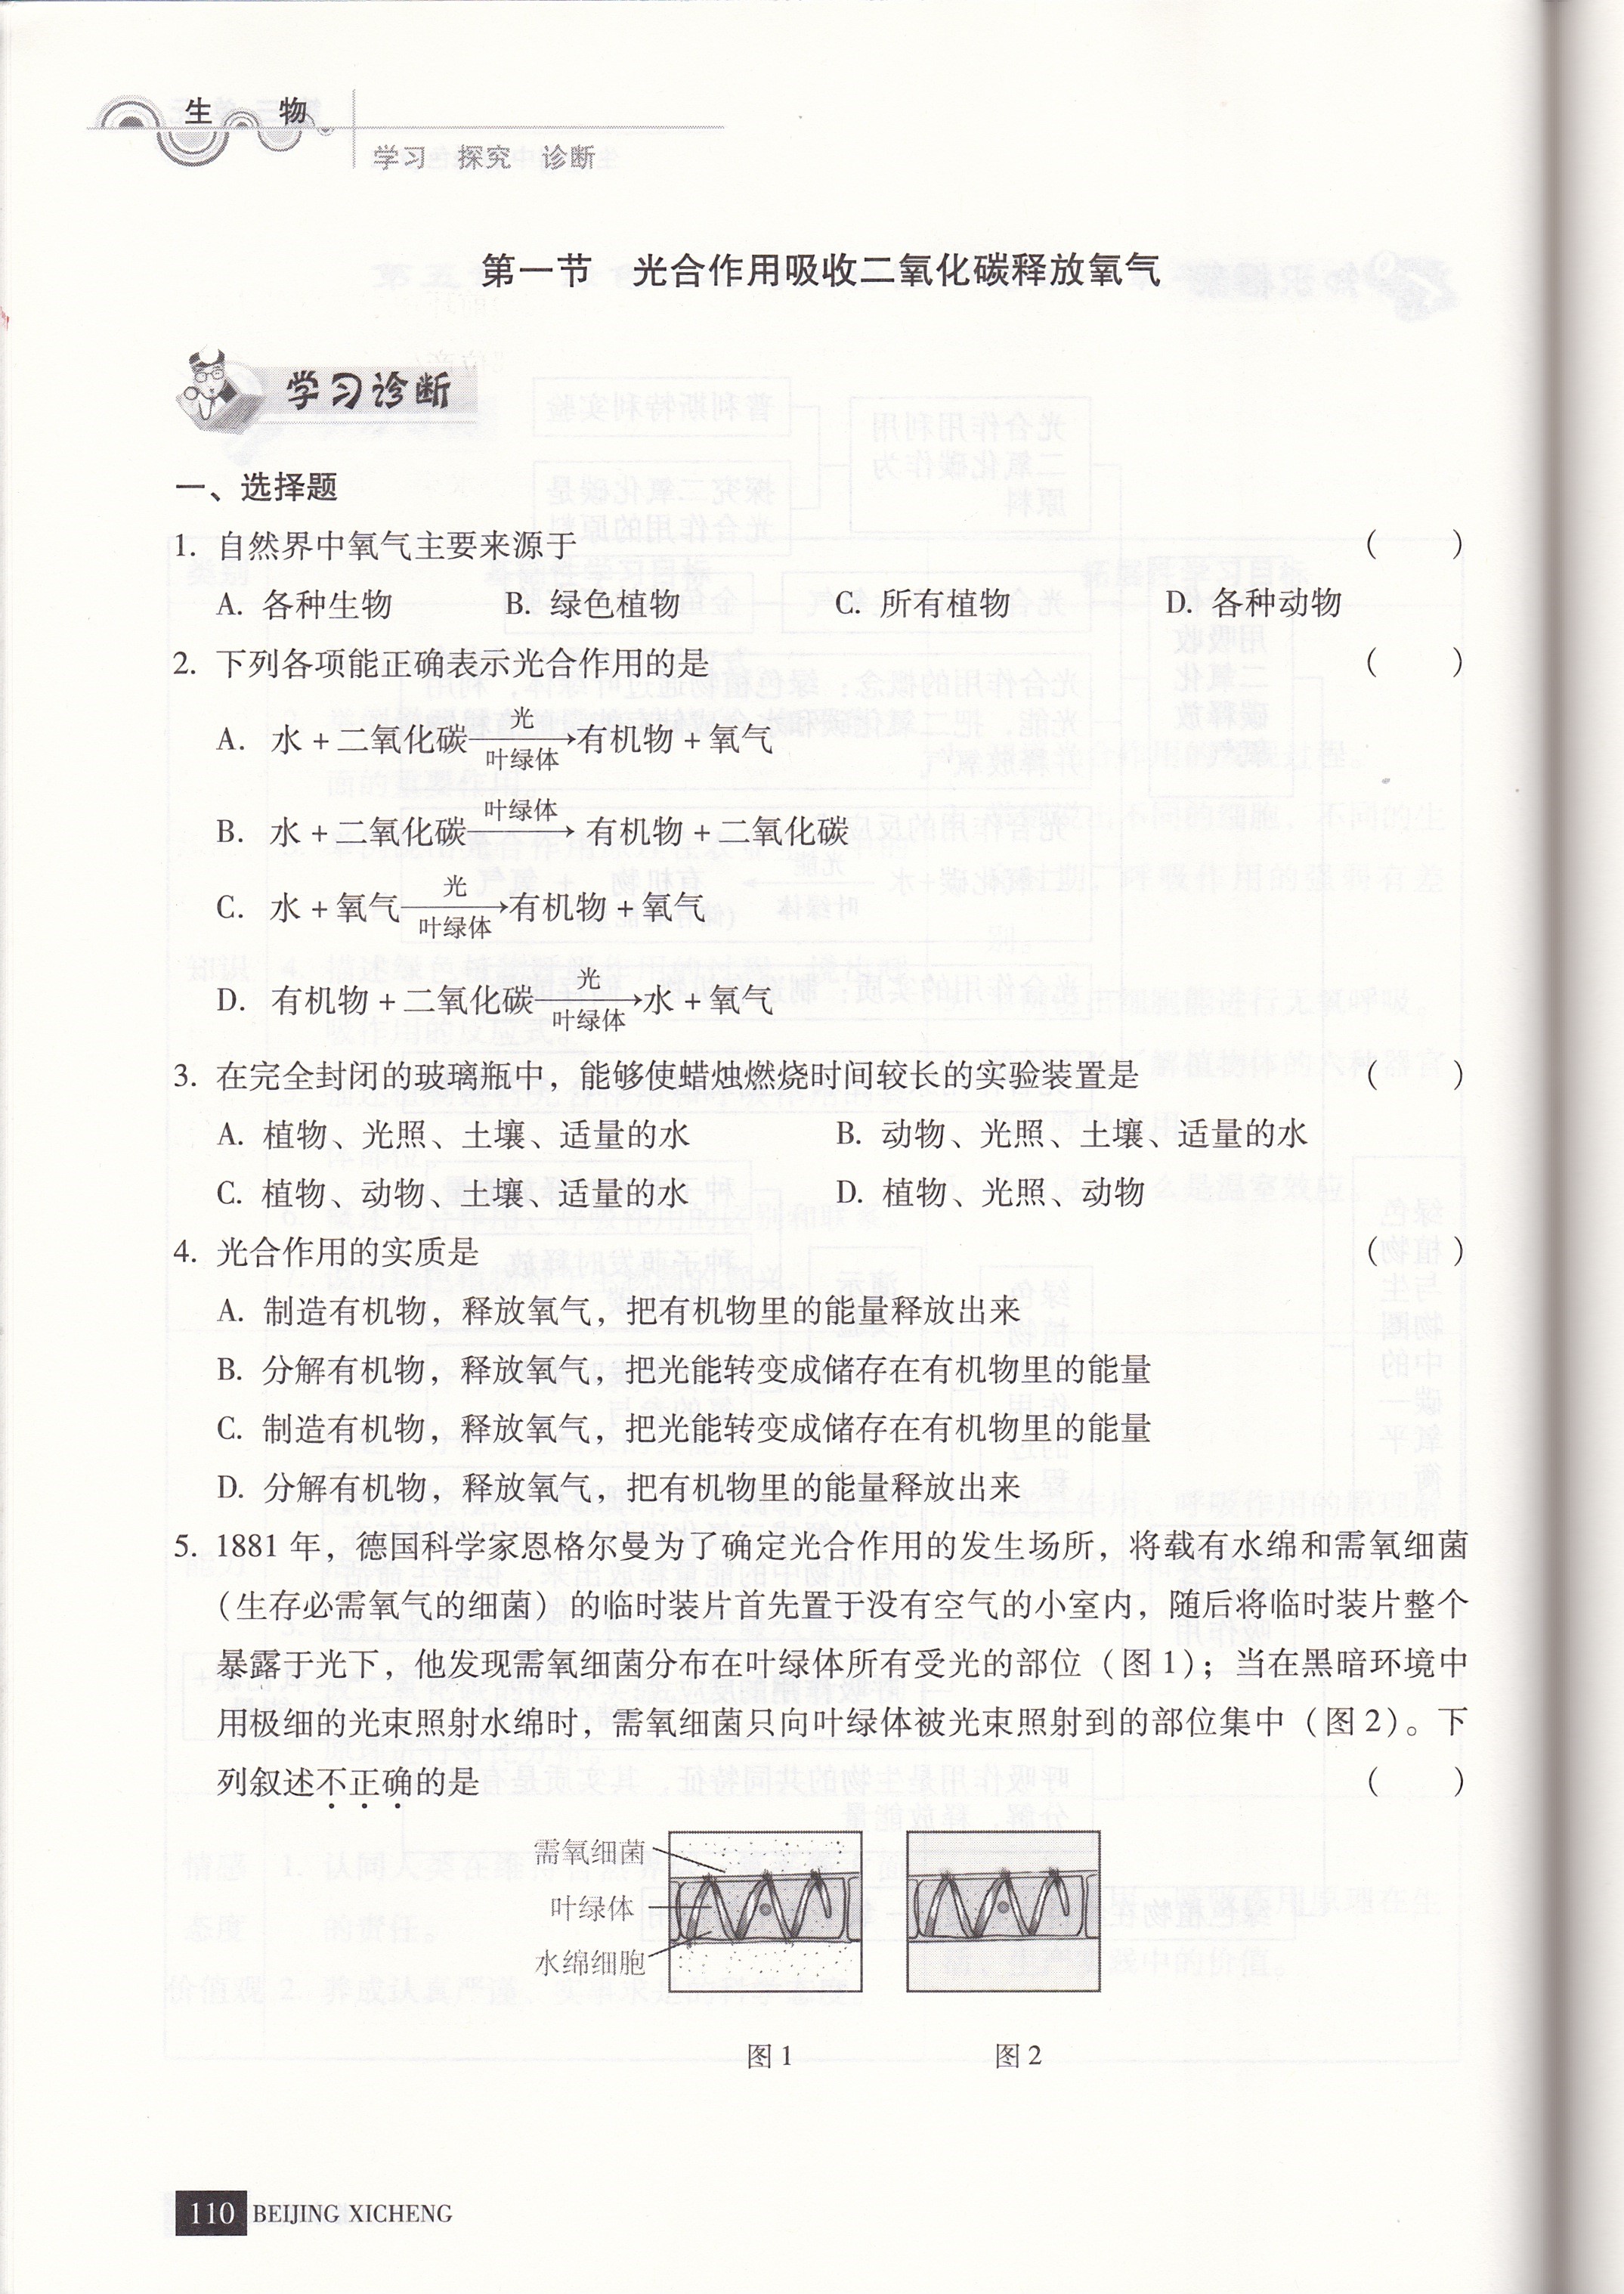 生 物
学习 探究 诊断
第一节 光合作用吸收二氧化碳释放氧气
学习诊断
一、选择题
1. 自然界中氧气主要来源于 ( )
A. 各种生物 B. 绿色植物 C. 所有植物 D. 各种动物
2. 下列各项能正确表示光合作用的是 ( )
光
A. 水+二氧化碳→有机物+氧气
叶绿体
叶绿体
B. 水+二氧化碳→有机物+二氧化碳
光
C. 水+氧气→有机物+氧气
叶绿体
光
D. 有机物+二氧化碳→水+氧气
叶绿体
3. 在完全封闭的玻璃瓶中，能够使蜡烛燃烧时间较长的实验装置是 ( )
A. 植物、光照、土壤、适量的水 B. 动物、光照、土壤、适量的水
C. 植物、动物、土壤、适量的水 D. 植物、光照、动物
4. 光合作用的实质是 ( )
A. 制造有机物，释放氧气，把有机物里的能量释放出来
B. 分解有机物，释放氧气，把光能转变成储存在有机物里的能量
C. 制造有机物，释放氧气，把光能转变成储存在有机物里的能量
D. 分解有机物，释放氧气，把有机物里的能量释放出来
5. 1881年，德国科学家恩格尔曼为了确定光合作用的发生场所，将载有水绵和需氧细菌
（生存必需氧气的细菌）的临时装片首先置于没有空气的小室内，随后将临时装片整个
暴露于光下，他发现需氧细菌分布在叶绿体所有受光的部位（图1）；当在黑暗环境中
用极细的光束照射水绵时，需氧细菌只向叶绿体被光束照射到的部位集中（图2）。下
列叙述不正确的是 ( )
需氧细菌
叶绿体
水绵细胞
图1 图2
110 BEIJING XICHENG